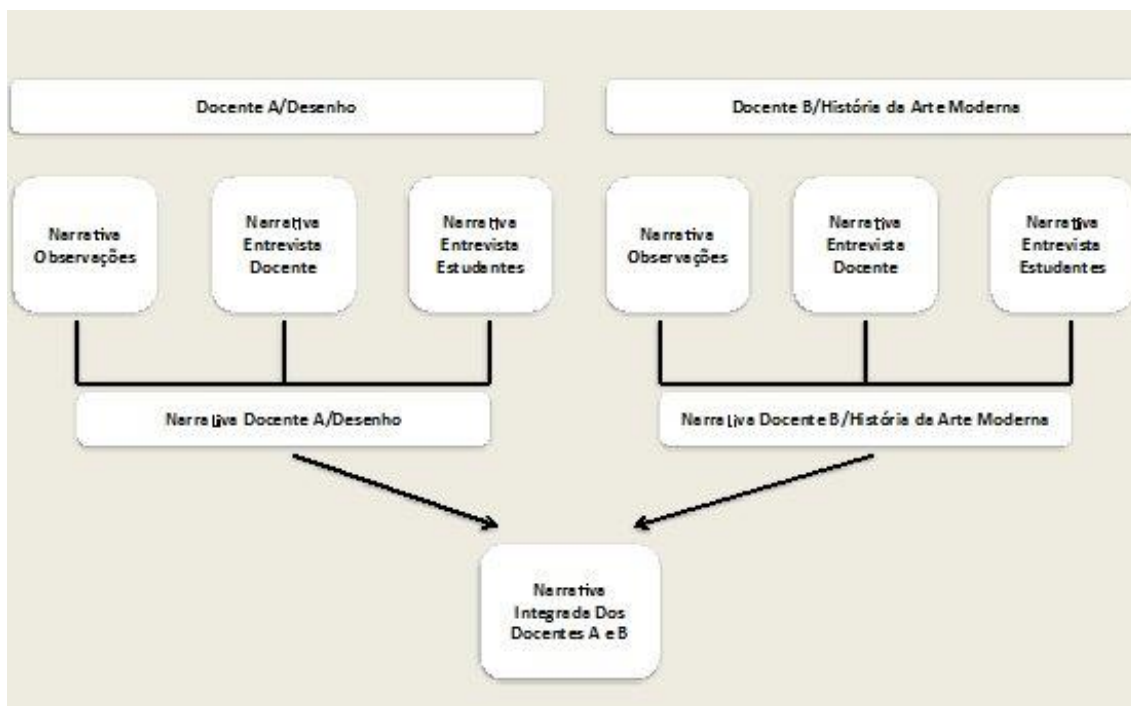 Docente A/Desenho
Docente B/História da Arte Moderna
Narrativa
Observações
Narrativa
Entrevista
Docente
Narrativa
Entrevista
Estudantes
Narrativa
Observações
Narrativa
Entrevista
Docente
Narrativa
Entrevista
Estudantes
Narrativa Docente A/Desenho
Narrativa Docente B/História da Arte Moderna
Narrativa
Integrada Dos
Docentes A e B